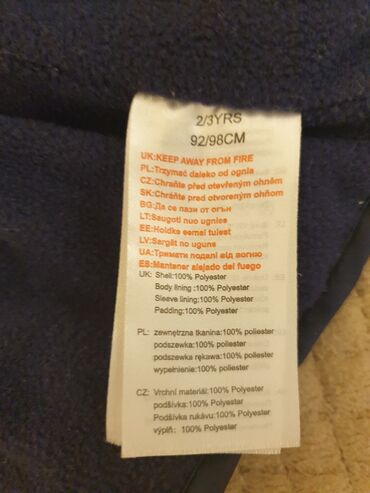 2/3YRS
92/98CM
UK:KEEP AWAY FROM FIRE
PL:Trzymać daleko od ognia
CZ:Chraňte před otevřeným ohněm
SK:Chraňte pred otvoreným ohňom
BG:Да се пази от огън
LT:Saugoti nuo ugnies
EE:Hoidke eemal tulest
LV:Sargāt no uguns
UA:Тримати подалі від вогню
ES:Mantener alejado del fuego
UK: Shell:100% Polyester
Body lining :100% Polyester
Sleeve lining:100% Polyester
Padding:100% Polyester
PL: zewnętrzna tkanina:100% poliester
podszewka:100% poliester
podszewka rękawa:100% poliester
wypełnienie:100% poliester
CZ: Vrchní materiál:100% Polyester
podšívka:100% Polyester
Podšívka rukávu:100% Polyester
výplň: 100% Polyester